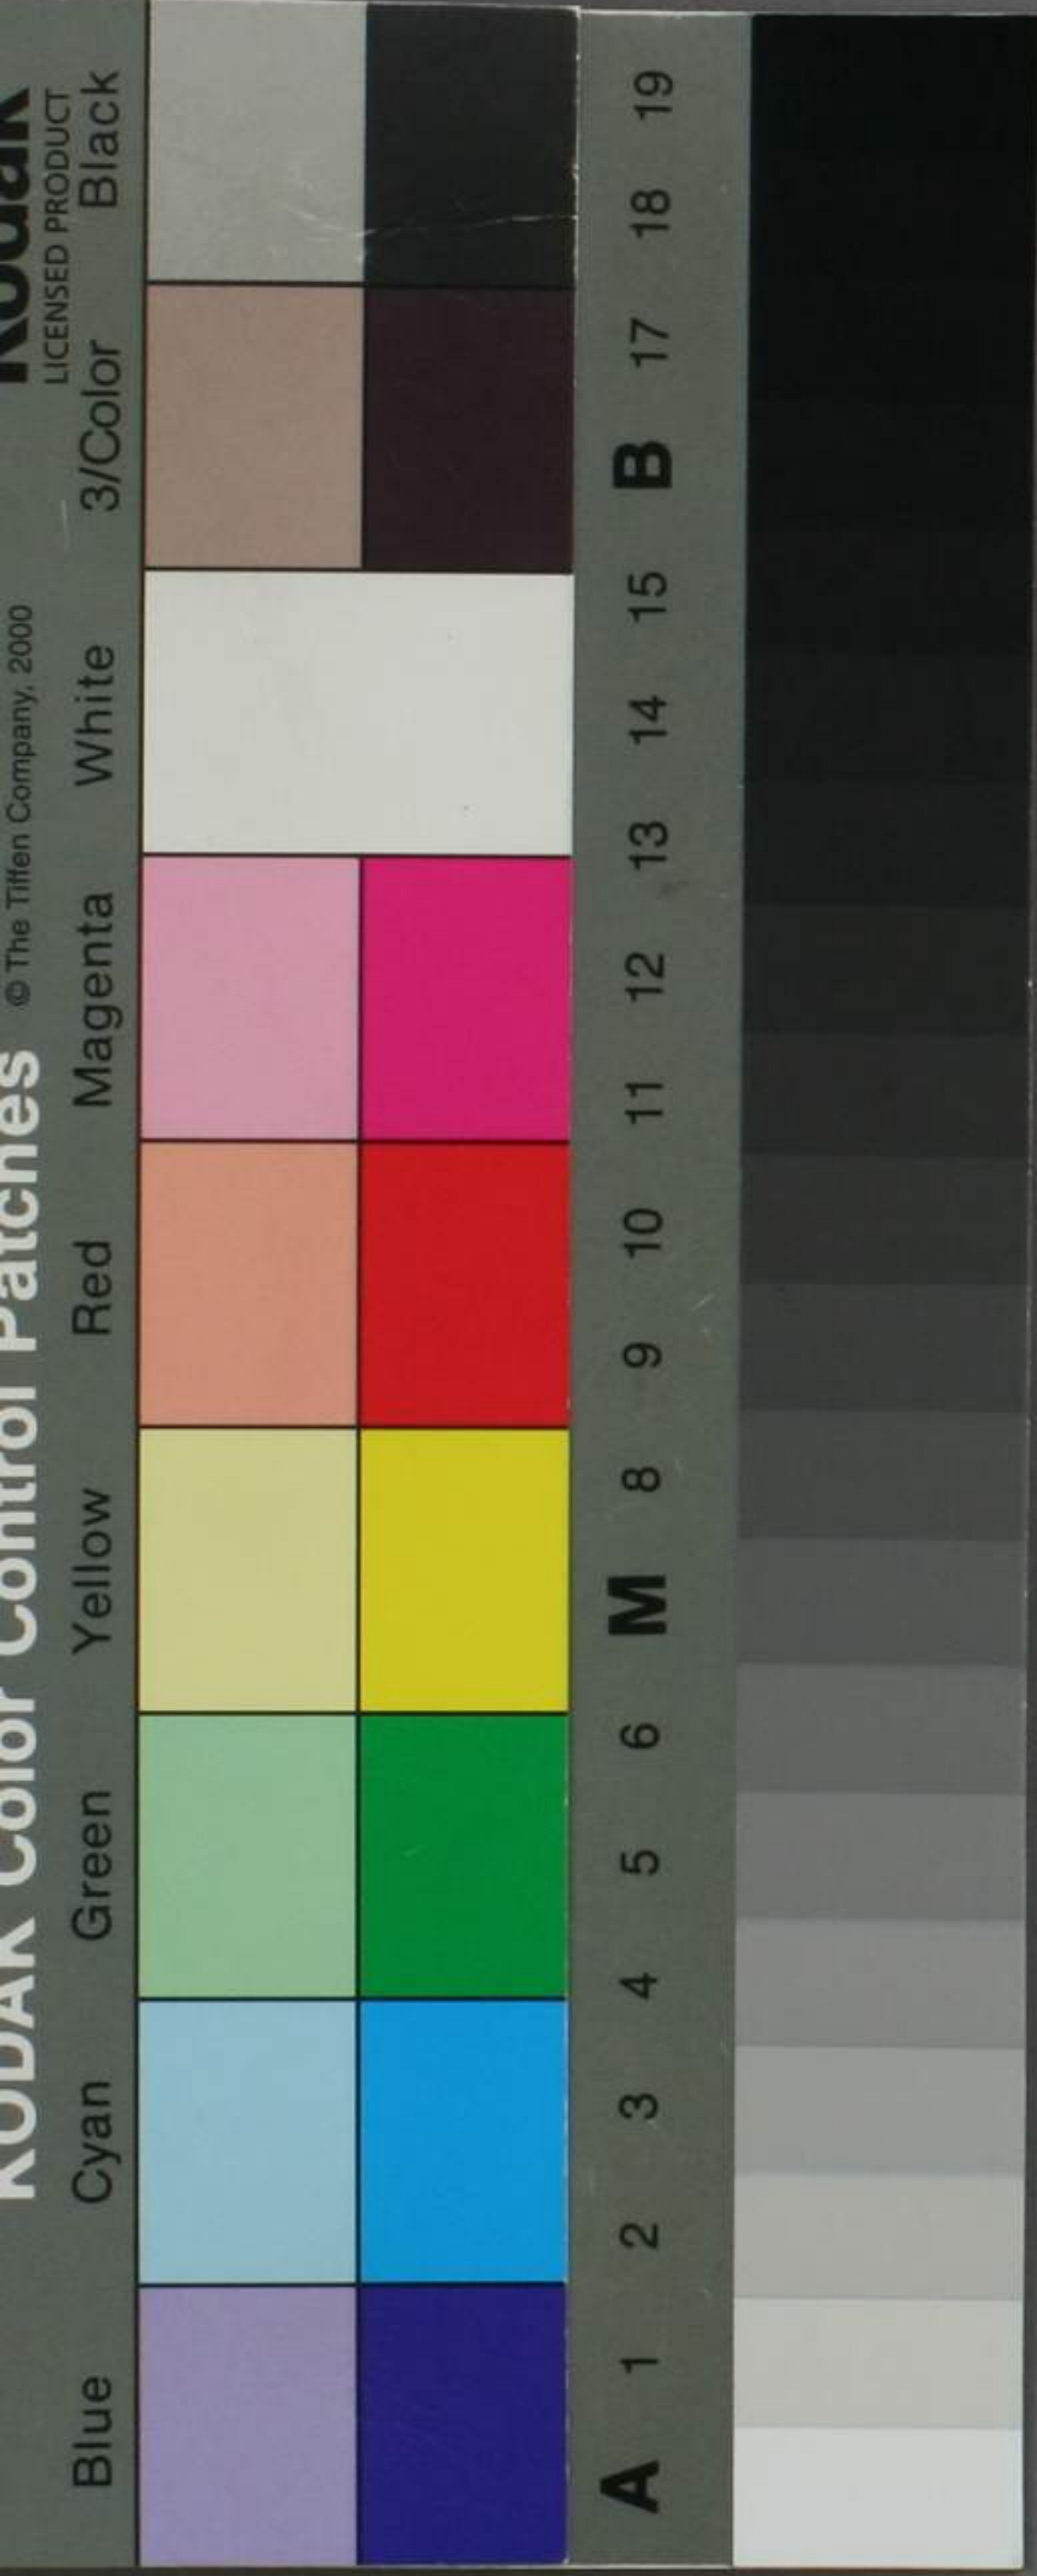 KODAK Color Control Patches © The Tiffen Company, 2000
Kodak
LICENSED PRODUCT
Blue Cyan Green Yellow Red Magenta White 3/Color Black
A 1 2 3 4 5 6 M 8 9 10 11 12 13 14 15 B 17 18 19